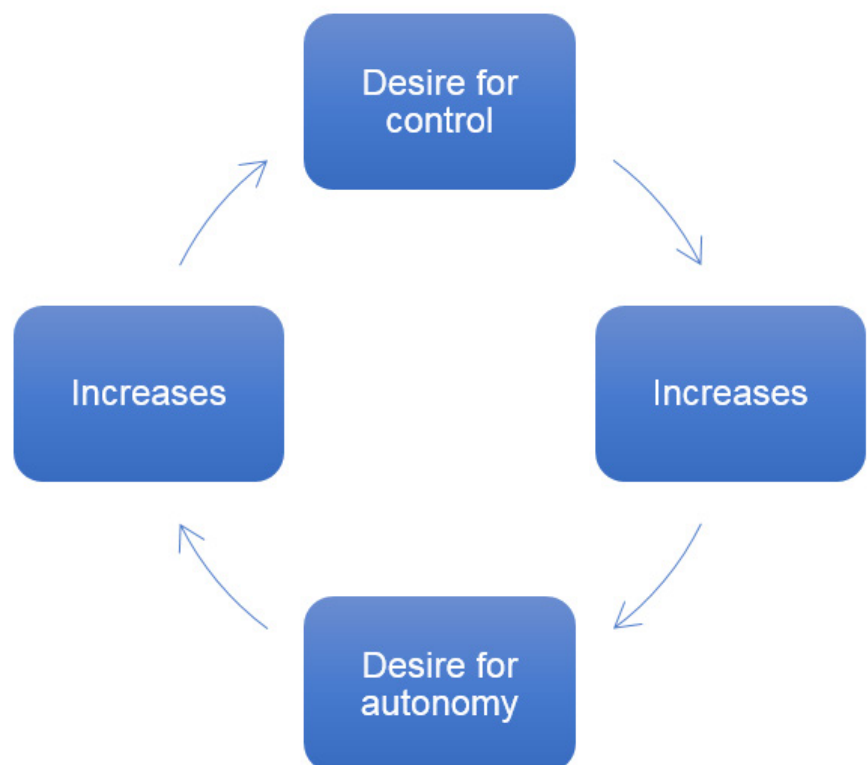 Desire for
control
Increases
Increases
Desire for
autonomy